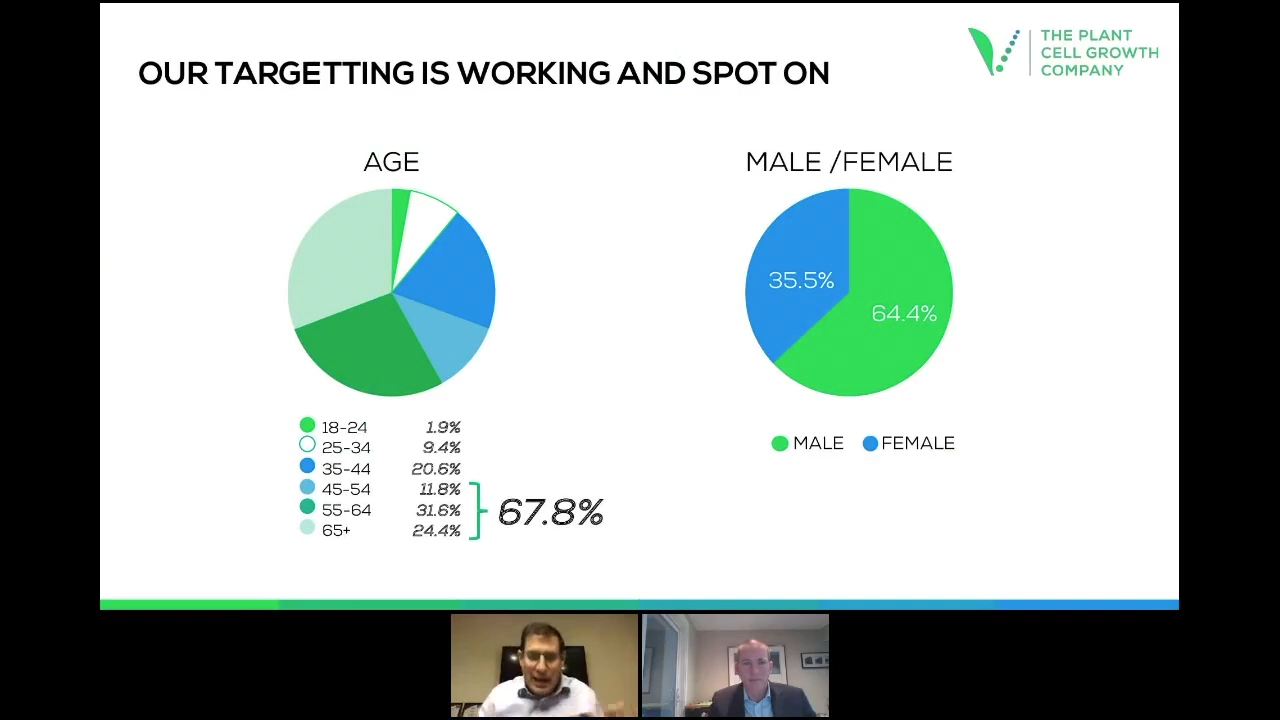 OUR TARGETTING IS WORKING AND SPOT ON
THE PLANT
CELL GROWTH
COMPANY
AGE
18-24 1.9%
25-34 9.4%
35-44 20.6%
45-54 11.8%
55-64 31.6%
65+ 24.4%
67.8%
MALE /FEMALE
35.5%
64.4%
MALE FEMALE